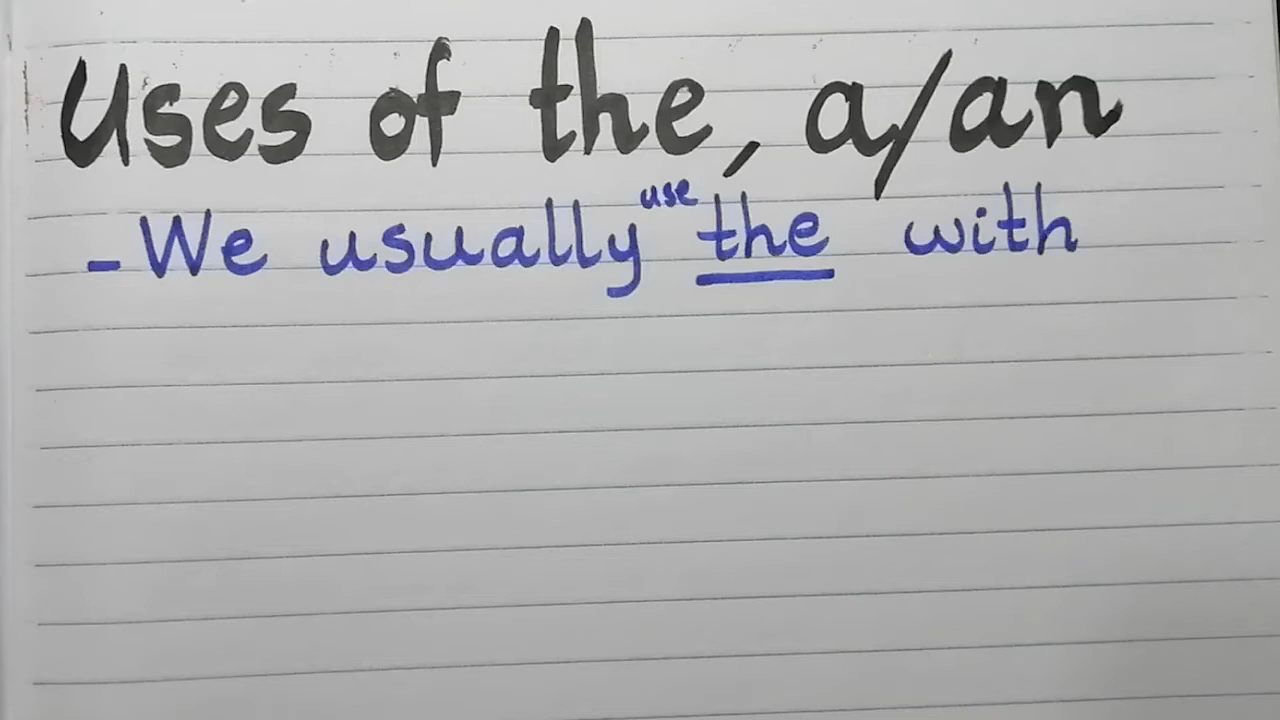 Uses of the, a/an
- We usually use the with